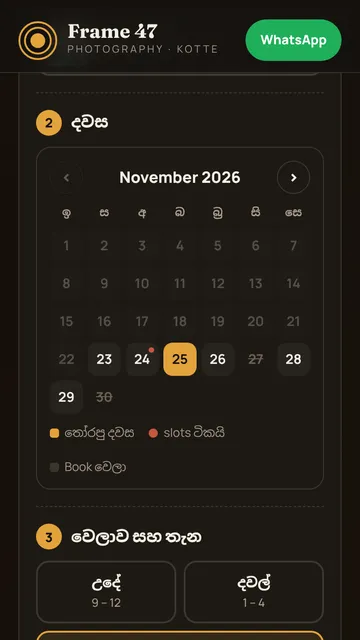 Frame 47
PHOTOGRAPHY · KOTTE
WhatsApp
2 දවස
‹ November 2026 ›
ඉ ස අ බ බ්‍ර සි සෙ
1 2 3 4 5 6 7
8 9 10 11 12 13 14
15 16 17 18 19 20 21
22 23 24 25 26 27 28
29 30
තෝරපු දවස
slots ටිකයි
Book වෙලා
3 වෙලාව සහ තැන
උදේ දවල්
9 – 12 1 – 4